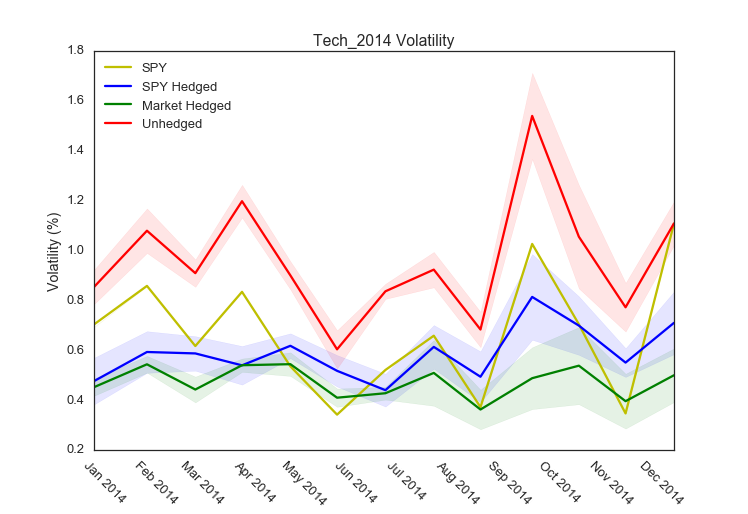 Tech_2014 Volatility
Volatility (%)
1.8
1.6
1.4
1.2
1.0
0.8
0.6
0.4
0.2
SPY
SPY Hedged
Market Hedged
Unhedged
Jan 2014
Feb 2014
Mar 2014
Apr 2014
May 2014
Jun 2014
Jul 2014
Aug 2014
Sep 2014
Oct 2014
Nov 2014
Dec 2014